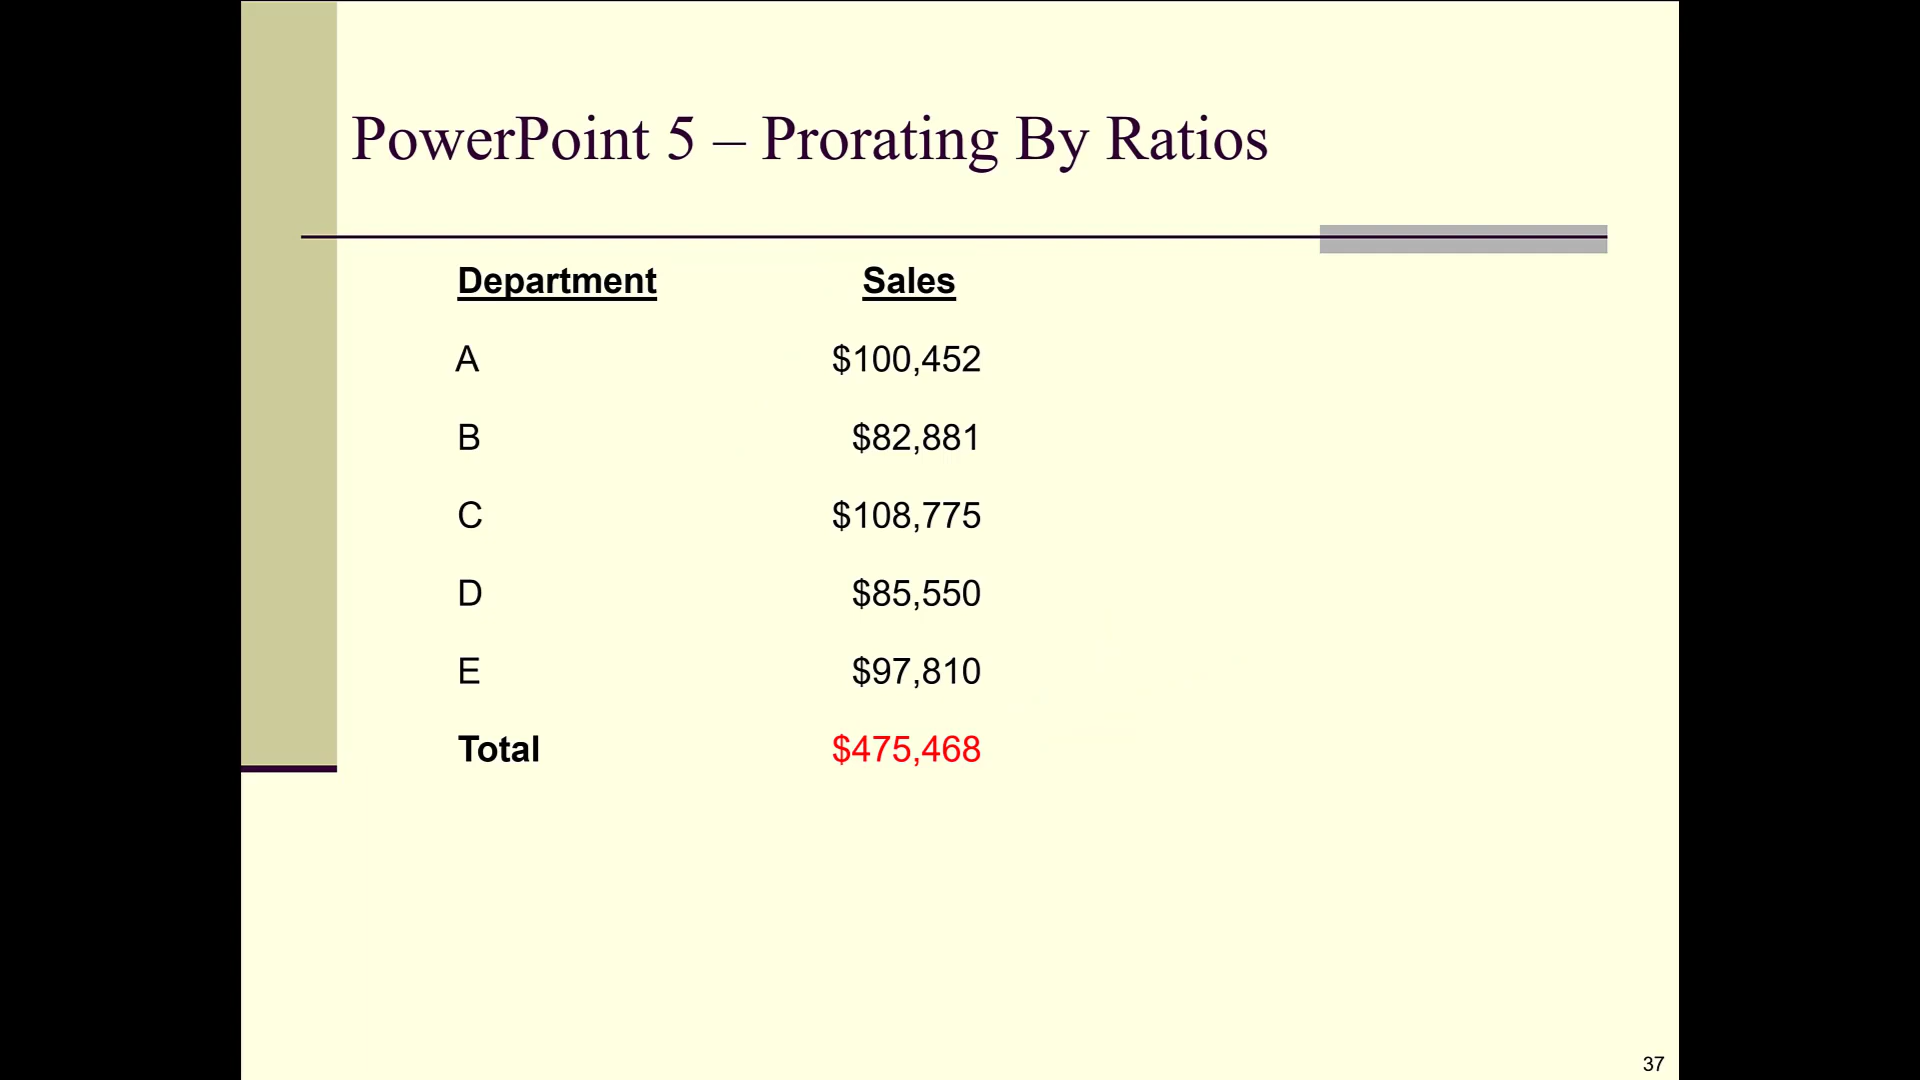 PowerPoint 5 – Prorating By Ratios
Department Sales
A $100,452
B $82,881
C $108,775
D $85,550
E $97,810
Total $475,468
37